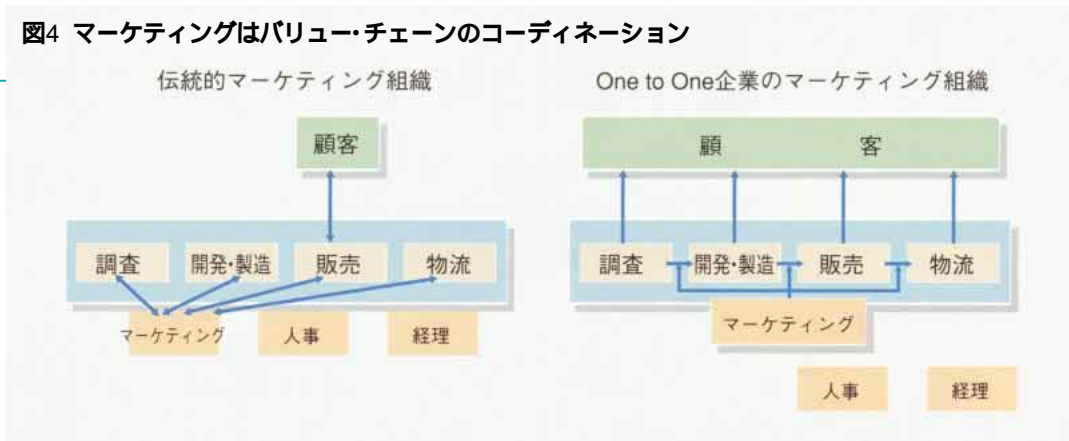 図4 マーケティングはバリュー・チェーンのコーディネーション
伝統的マーケティング組織
顧客
調査 開発・製造 販売 物流
マーケティング 人事 経理
One to One企業のマーケティング組織
顧 客
調査 開発・製造 販売 物流
マーケティング
人事 経理